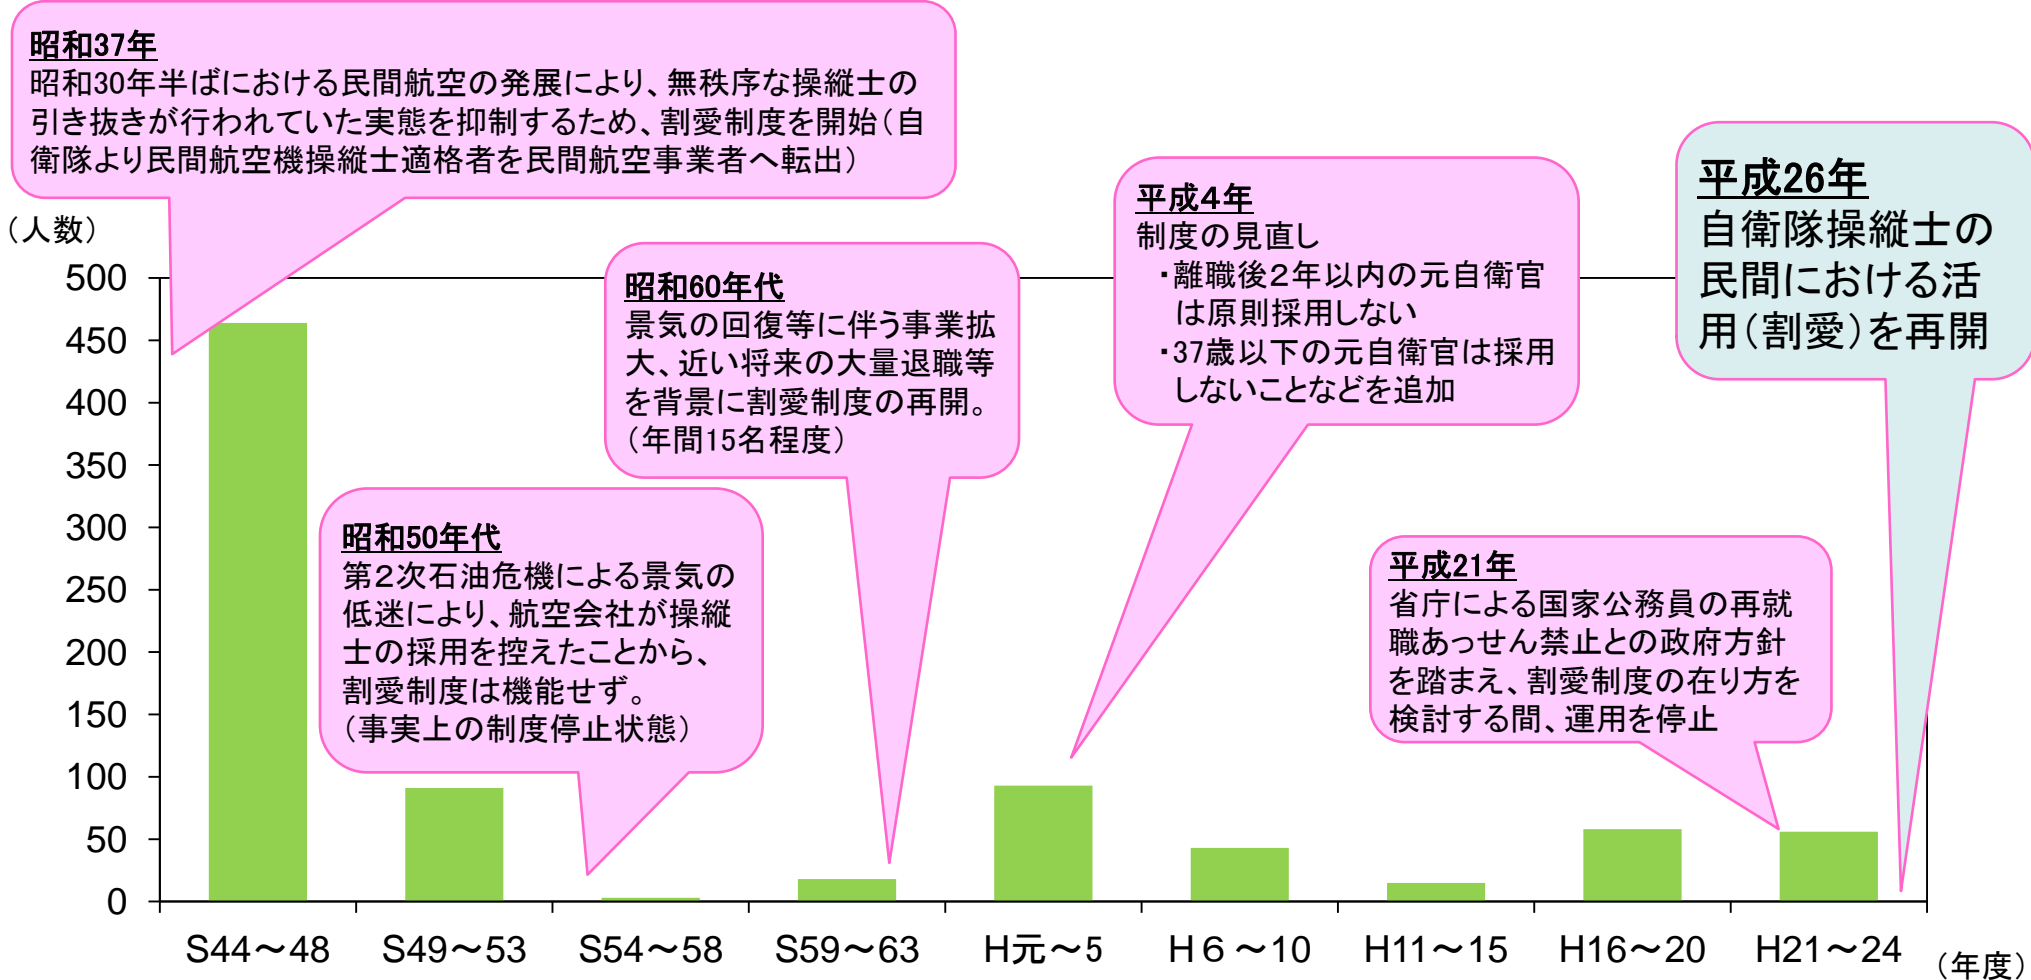 昭和37年
昭和30年半ばにおける民間航空の発展により、無秩序な操縦士の
引き抜きが行われていた実態を抑制するため、割愛制度を開始（自
衛隊より民間航空機操縦士適格者を民間航空事業者へ転出）
平成26年
自衛隊操縦士の
民間における活
用（割愛）を再開
平成４年
制度の見直し
・離職後２年以内の元自衛官
は原則採用しない
・37歳以下の元自衛官は採用
しないことなどを追加
昭和60年代
景気の回復等に伴う事業拡
大、近い将来の大量退職等
を背景に割愛制度の再開。
（年間15名程度）
昭和50年代
第２次石油危機による景気の
低迷により、航空会社が操縦
士の採用を控えたことから、
割愛制度は機能せず。
（事実上の制度停止状態）
平成21年
省庁による国家公務員の再就
職あっせん禁止との政府方針
を踏まえ、割愛制度の在り方を
検討する間、運用を停止
（人数）
500
450
400
350
300
250
200
150
100
50
0
S44～48 S49～53 S54～58 S59～63 H元～5 H６～10 H11～15 H16～20 H21～24
（年度）